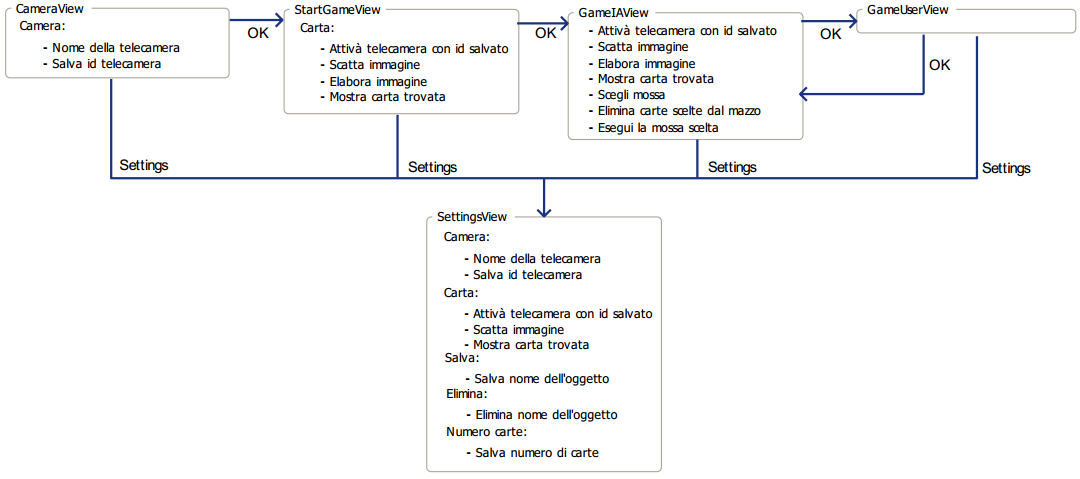 CameraView
Camera:
- Nome della telecamera
- Salva id telecamera
OK
StartGameView
Carta:
- Attivà telecamera con id salvato
- Scatta immagine
- Elabora immagine
- Mostra carta trovata
OK
GameIAView
- Attivà telecamera con id salvato
- Scatta immagine
- Elabora immagine
- Mostra carta trovata
- Scegli mossa
- Elimina carte scelte dal mazzo
- Esegui la mossa scelta
OK
GameUserView
OK
Settings
Settings
Settings
Settings
SettingsView
Camera:
- Nome della telecamera
- Salva id telecamera
Carta:
- Attivà telecamera con id salvato
- Scatta immagine
- Mostra carta trovata
Salva:
- Salva nome dell'oggetto
Elimina:
- Elimina nome dell'oggetto
Numero carte:
- Salva numero di carte